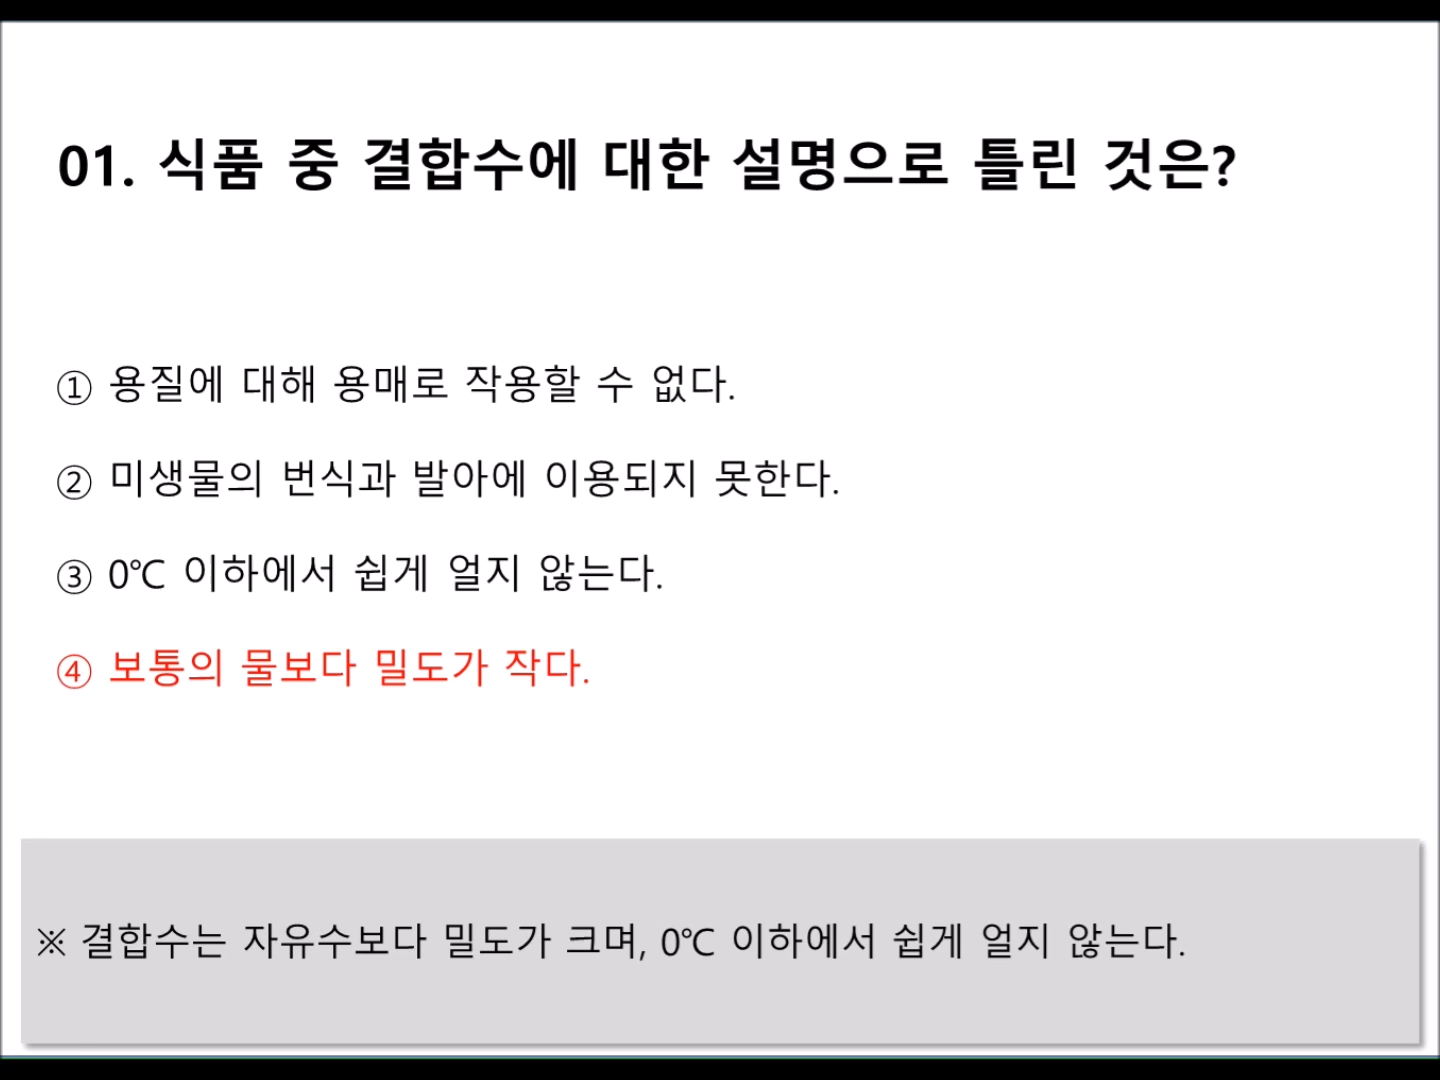 01. 식품 중 결합수에 대한 설명으로 틀린 것은?
① 용질에 대해 용매로 작용할 수 없다.
② 미생물의 번식과 발아에 이용되지 못한다.
③ 0℃ 이하에서 쉽게 얼지 않는다.
④ 보통의 물보다 밀도가 작다.
※ 결합수는 자유수보다 밀도가 크며, 0℃ 이하에서 쉽게 얼지 않는다.